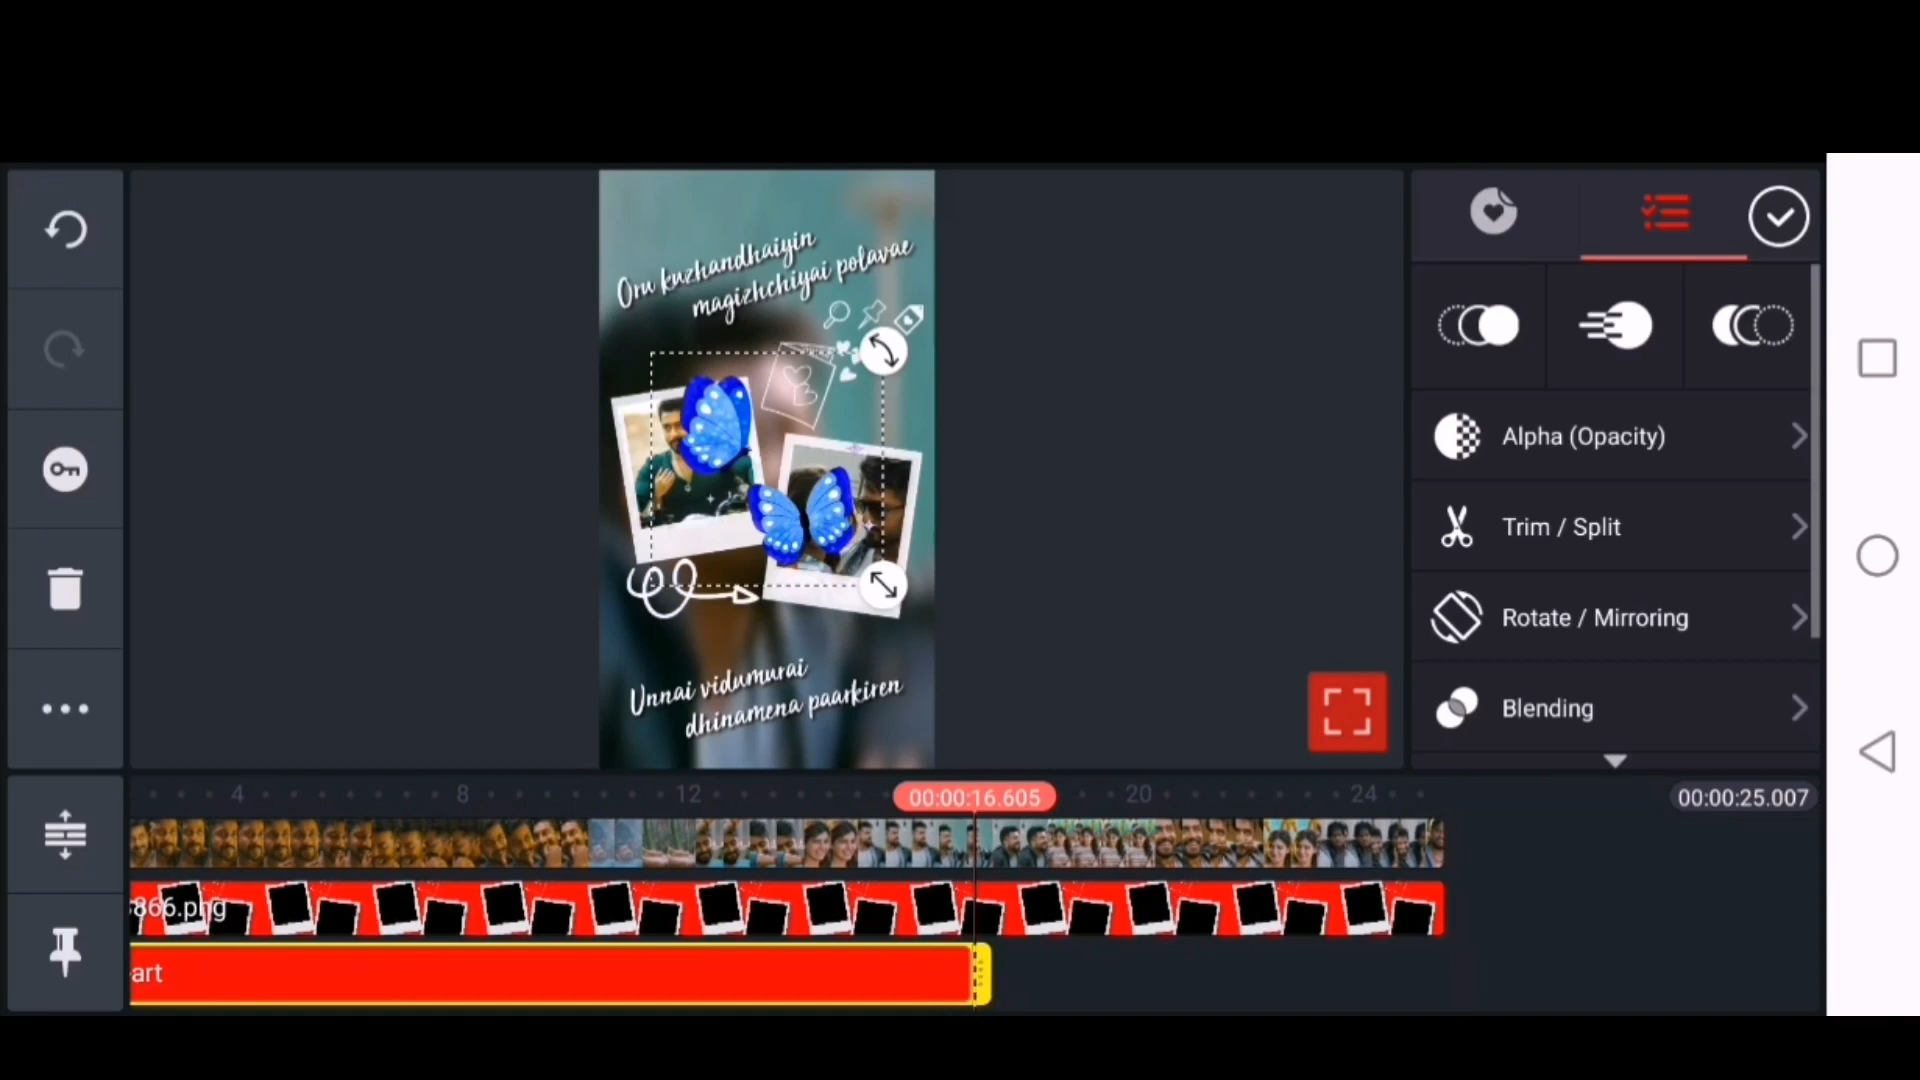 Oru kuzhandhaiyin
magizhchiyai polavae
Unnai vidumurai
dhinamena paarkiren
Alpha (Opacity)
Trim / Split
Rotate / Mirroring
Blending
4 8 12 00:00:16.605 20 24 00:00:25.007
866.png
art